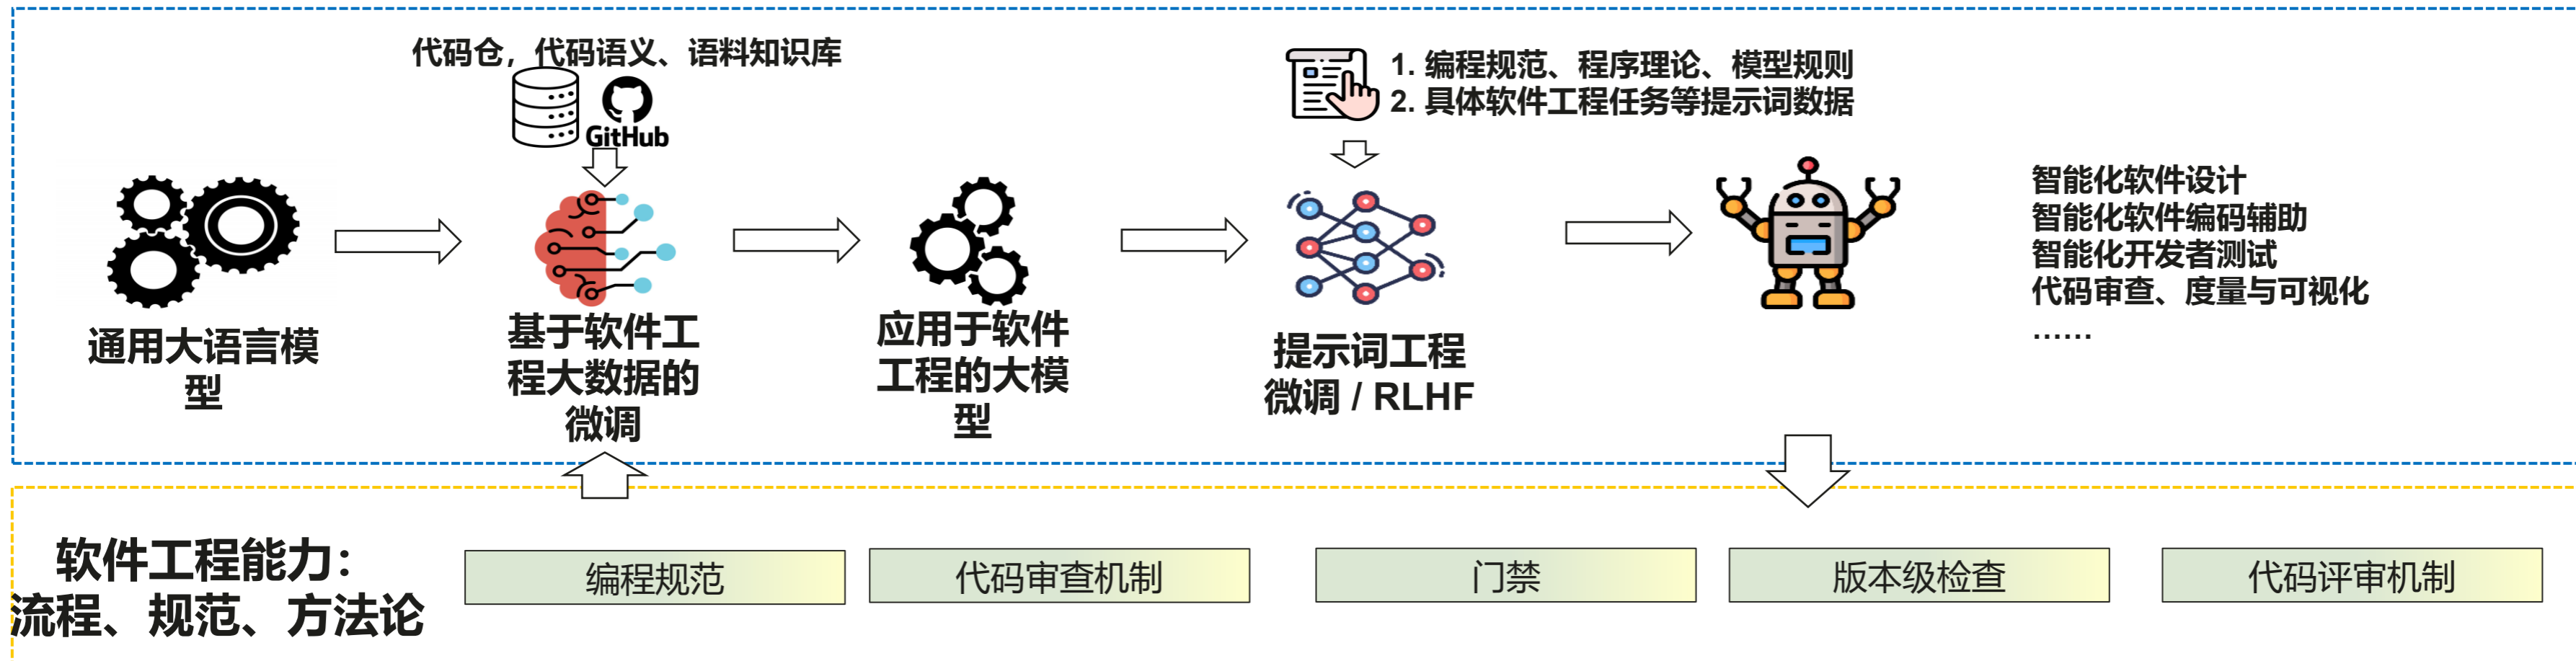 代码仓，代码语义、语料知识库
GitHub
1. 编程规范、程序理论、模型规则
2. 具体软件工程任务等提示词数据
通用大语言模
型
基于软件工
程大数据的
微调
应用于软件
工程的大模
型
提示词工程
微调 / RLHF
智能化软件设计
智能化软件编码辅助
智能化开发者测试
代码审查、度量与可视化
……
软件工程能力：
流程、规范、方法论
编程规范
代码审查机制
门禁
版本级检查
代码评审机制